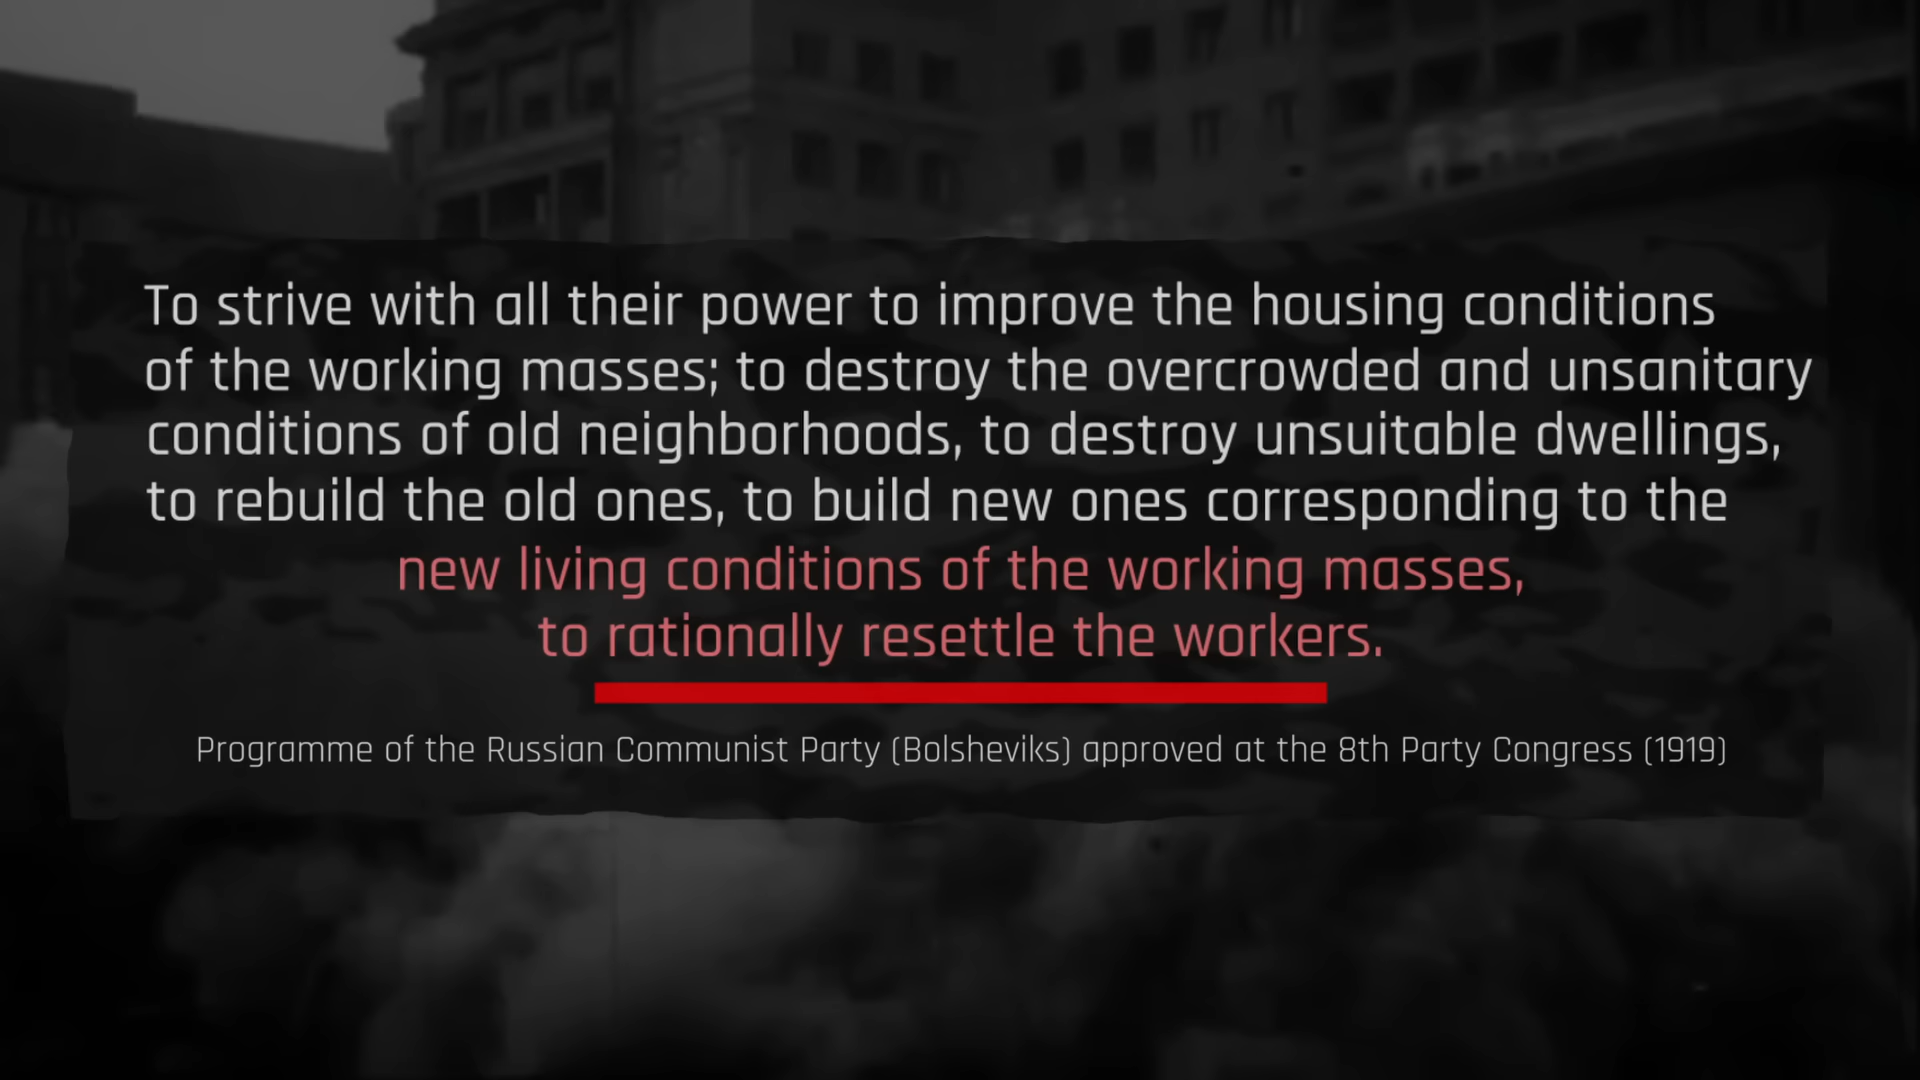 To strive with all their power to improve the housing conditions
of the working masses; to destroy the overcrowded and unsanitary
conditions of old neighborhoods, to destroy unsuitable dwellings,
to rebuild the old ones, to build new ones corresponding to the
new living conditions of the working masses,
to rationally resettle the workers.
Programme of the Russian Communist Party (Bolsheviks) approved at the 8th Party Congress (1919)